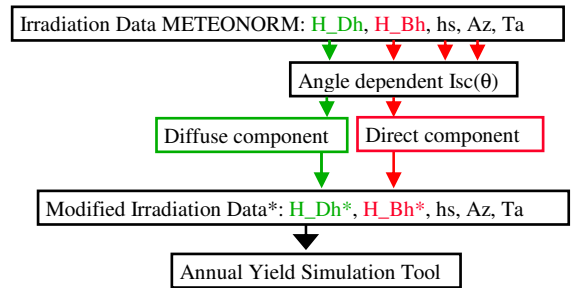 Irradiation Data METEONORM: H_Dh, H_Bh, hs, Az, Ta
Angle dependent Isc(θ)
Diffuse component
Direct component
Modified Irradiation Data*: H_Dh*, H_Bh*, hs, Az, Ta
Annual Yield Simulation Tool